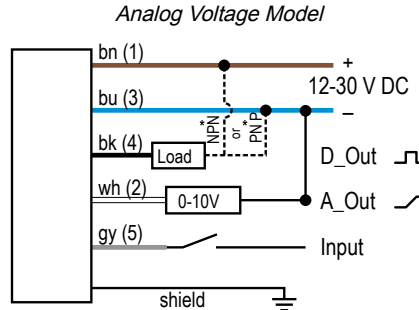 Analog Voltage Model
bn (1)
+
12-30 V DC
bu (3)
–
* NPN
or
* PNP
bk (4)
Load
D_Out
wh (2)
0-10V
A_Out
gy (5)
Input
shield